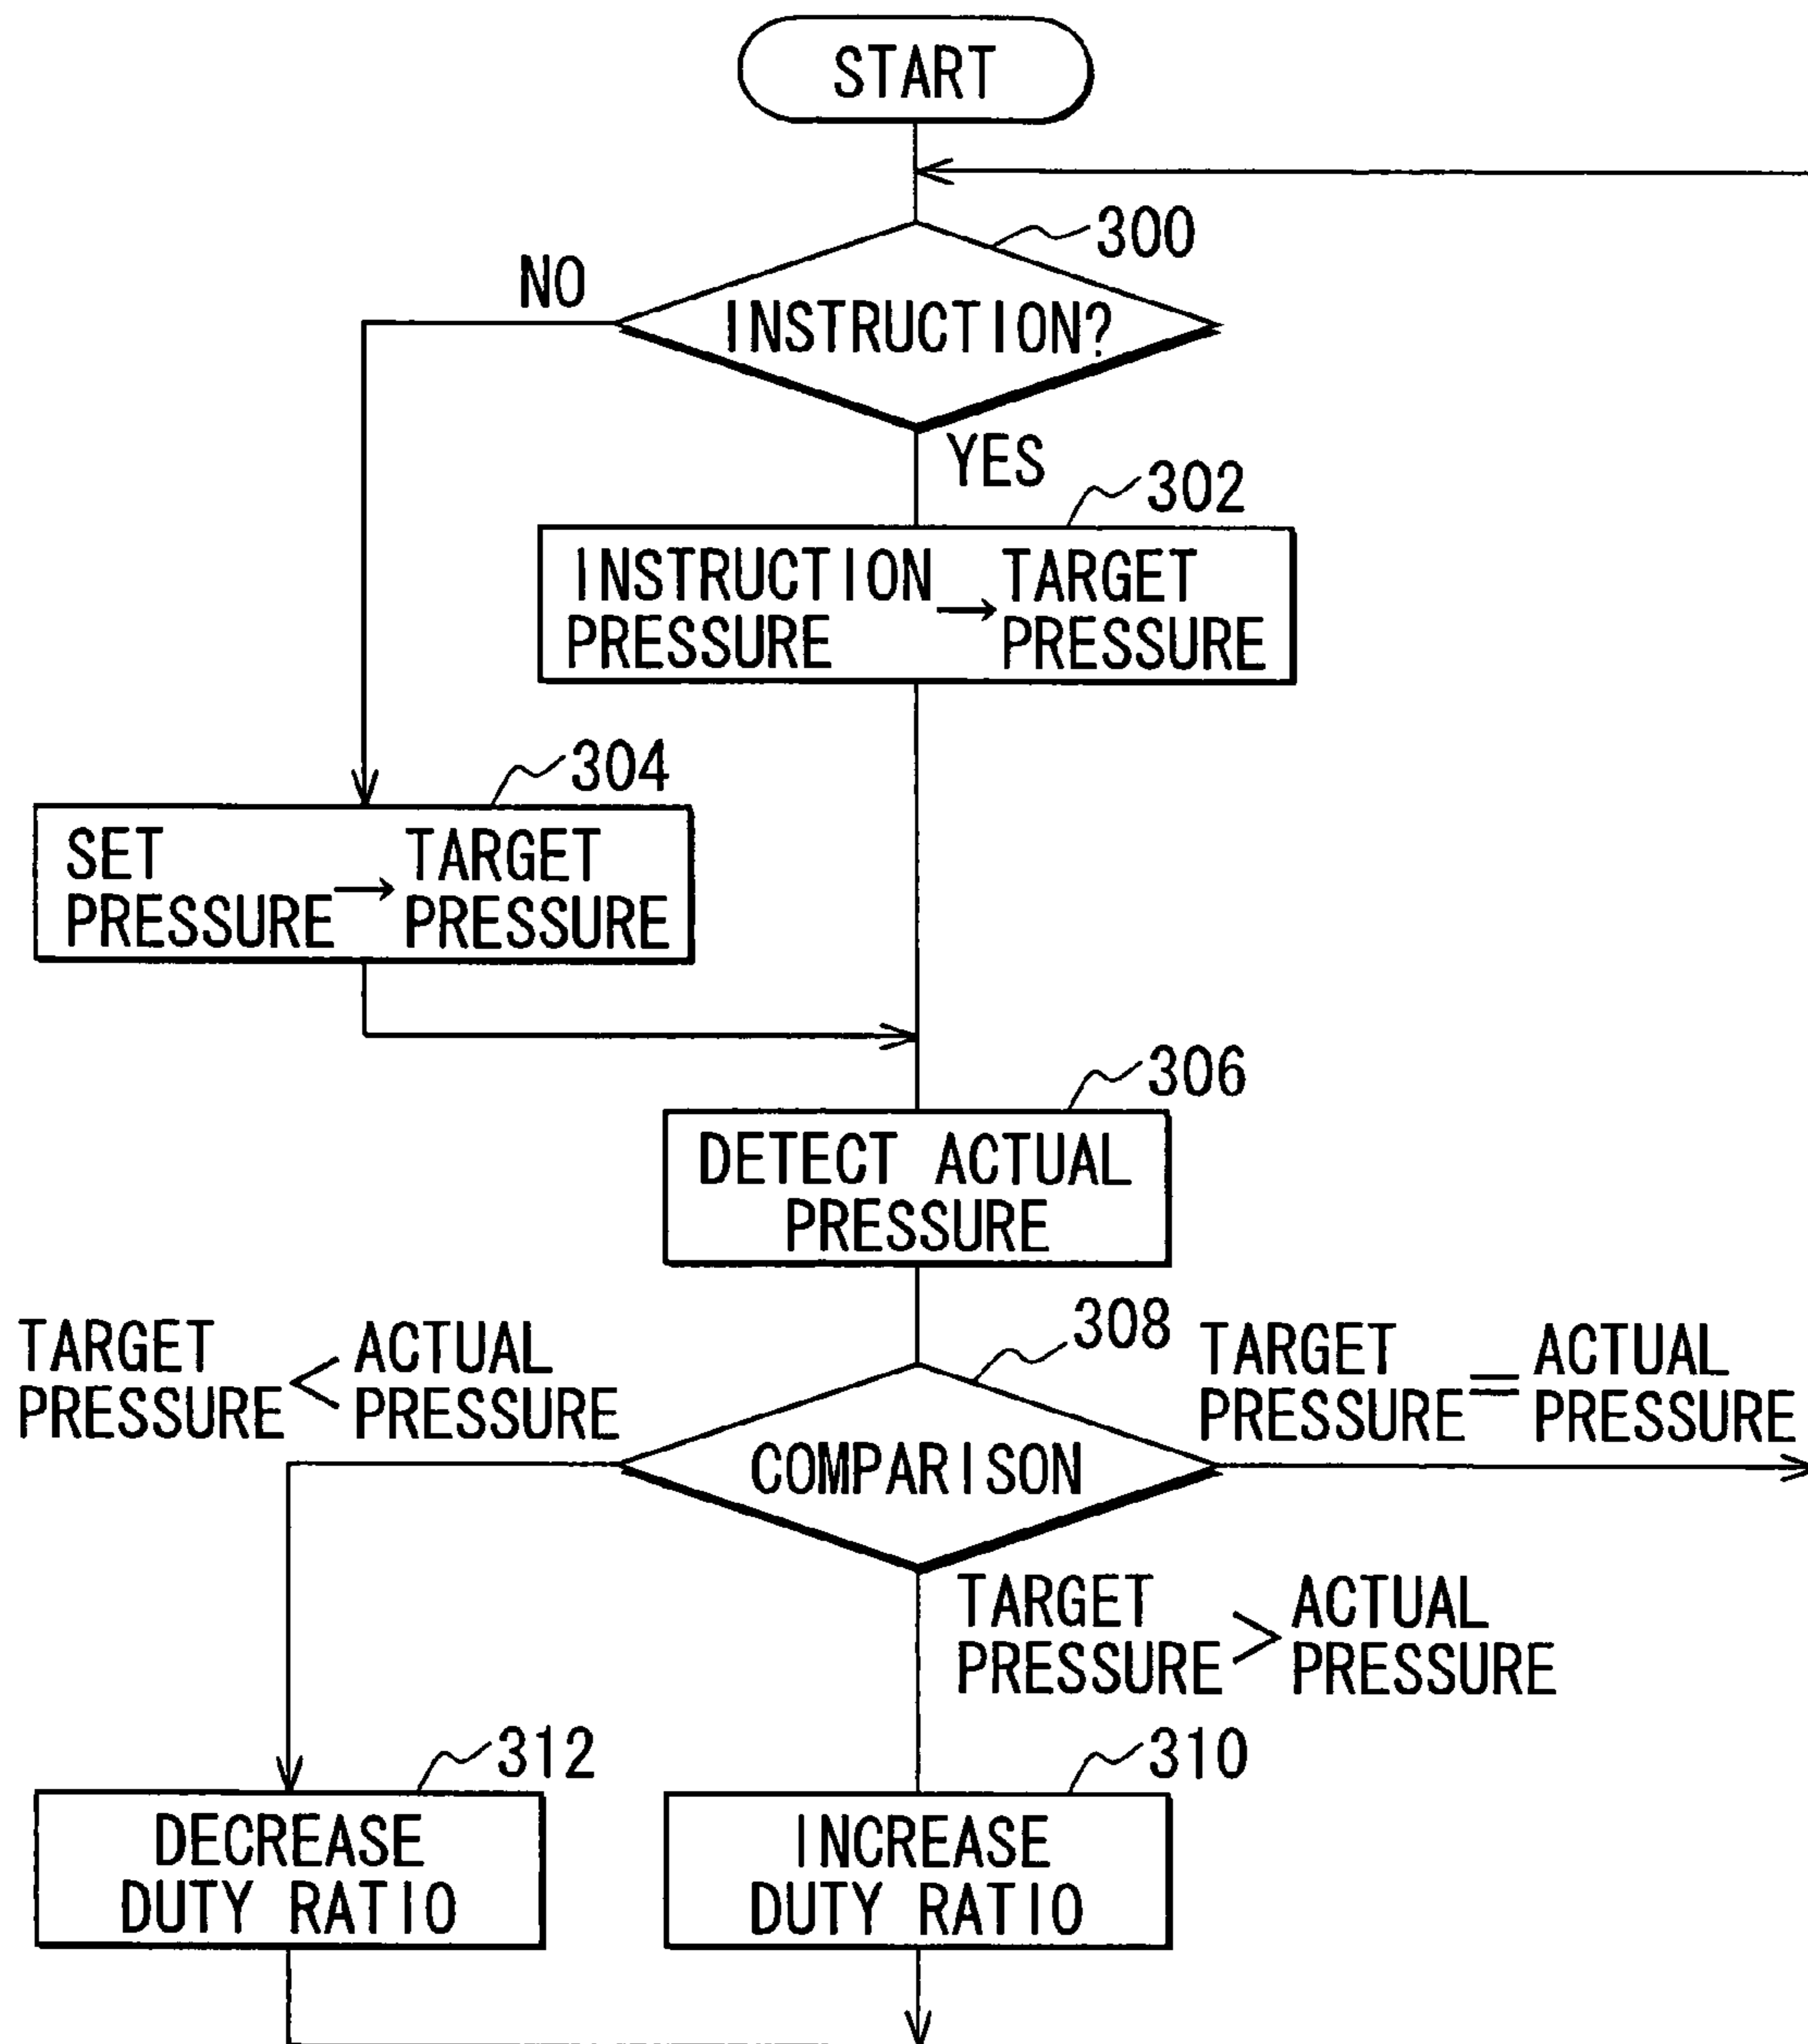 START
300
NO
INSTRUCTION?
YES
302
INSTRUCTION → TARGET
PRESSURE PRESSURE
304
SET → TARGET
PRESSURE PRESSURE
306
DETECT ACTUAL
PRESSURE
308
TARGET < ACTUAL
PRESSURE PRESSURE
TARGET = ACTUAL
PRESSURE PRESSURE
COMPARISON
TARGET > ACTUAL
PRESSURE PRESSURE
312
310
DECREASE
DUTY RATIO
INCREASE
DUTY RATIO